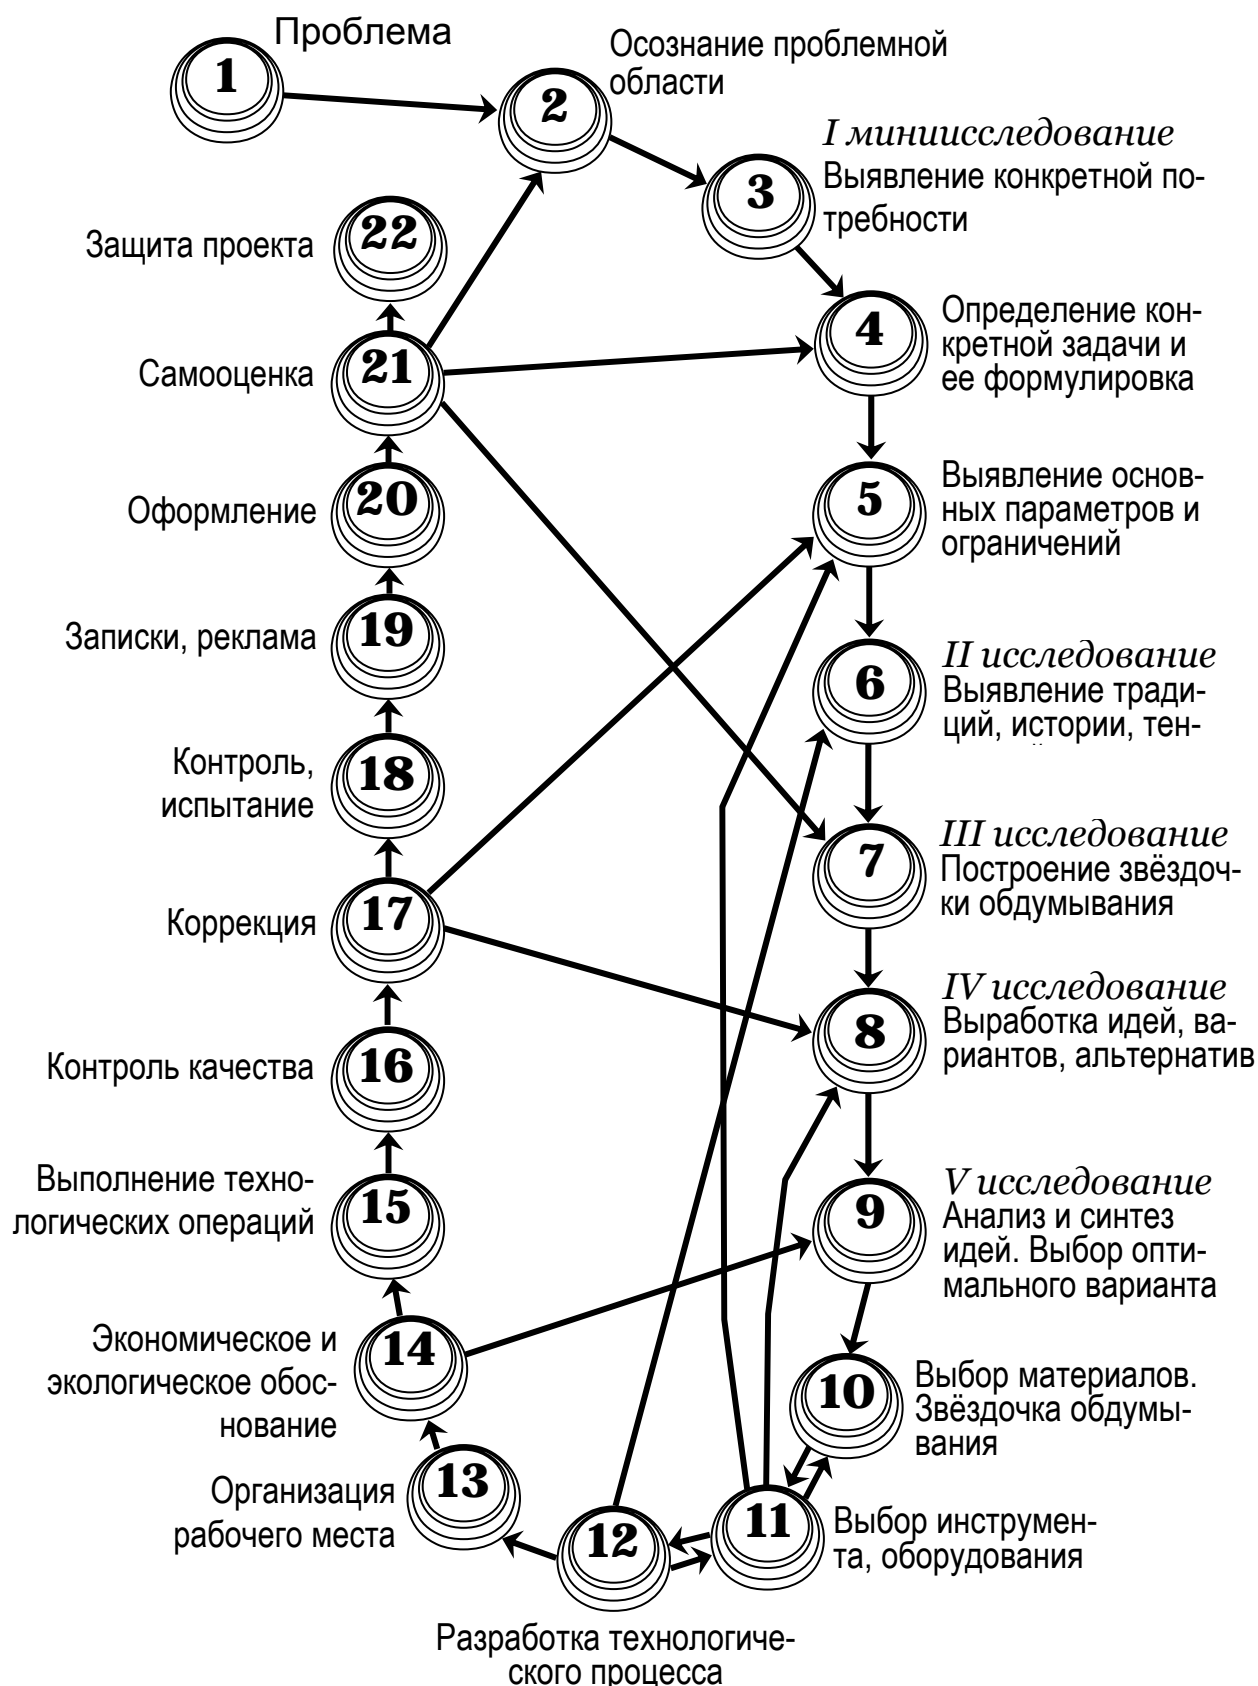 1
Проблема
2
Осознание проблемной
области
3
I миниисследование
Выявление конкретной по-
требности
4
Определение кон-
кретной задачи и
ее формулировка
5
Выявление основ-
ных параметров и
ограничений
6
II исследование
Выявление тради-
ций, истории, тен-
7
III исследование
Построение звёздоч-
ки обдумывания
8
IV исследование
Выработка идей, ва-
риантов, альтернатив
9
V исследование
Анализ и синтез
идей. Выбор опти-
мального варианта
10
Выбор материалов.
Звёздочка обдумы-
вания
11
Выбор инструмен-
та, оборудования
12
Разработка технологиче-
ского процесса
13
Организация
рабочего места
14
Экономическое и
экологическое обос-
нование
15
Выполнение техно-
логических операций
16
Контроль качества
17
Коррекция
18
Контроль,
испытание
19
Записки, реклама
20
Оформление
21
Самооценка
22
Защита проекта